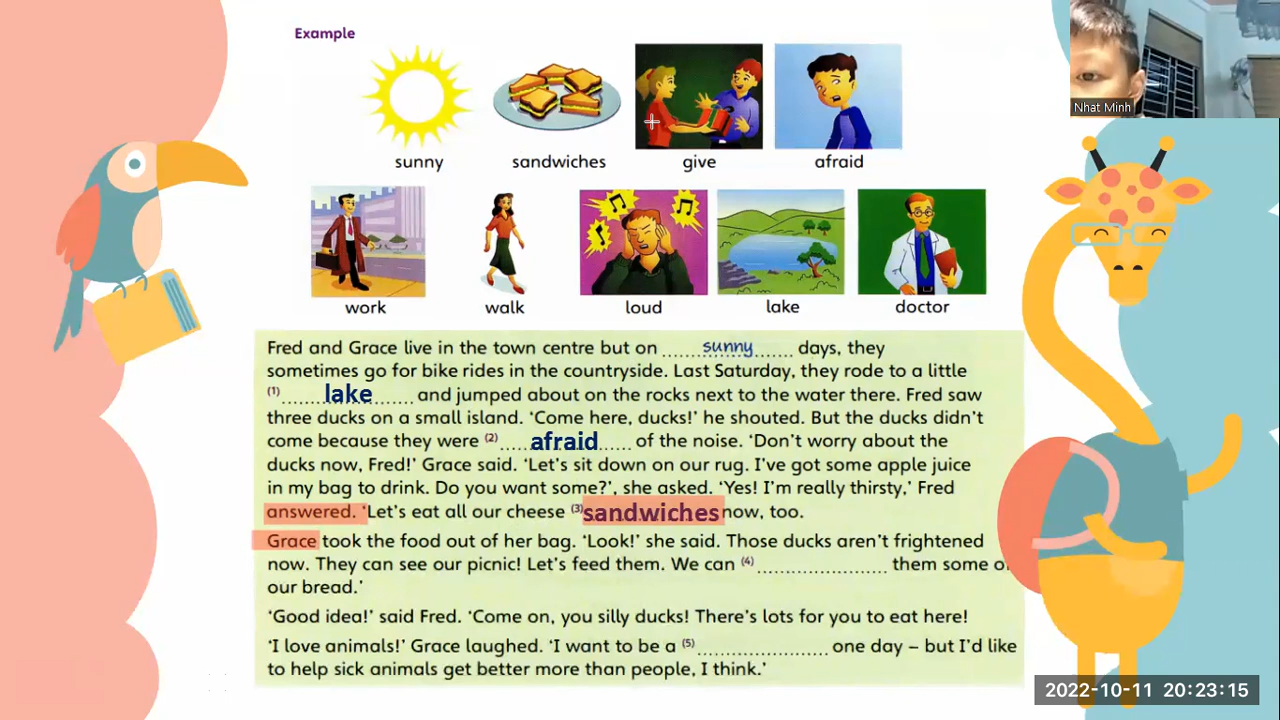 Example
Nhat Minh
sunny sandwiches give afraid
work walk loud lake doctor
Fred and Grace live in the town centre but on ........sunny........ days, they
sometimes go for bike rides in the countryside. Last Saturday, they rode to a little
(1) ........lake........ and jumped about on the rocks next to the water there. Fred saw
three ducks on a small island. ‘Come here, ducks!’ he shouted. But the ducks didn’t
come because they were (2) ........afraid........ of the noise. ‘Don’t worry about the
ducks now, Fred!’ Grace said. ‘Let’s sit down on our rug. I’ve got some apple juice
in my bag to drink. Do you want some?’, she asked. ‘Yes! I’m really thirsty,’ Fred
answered. ‘Let’s eat all our cheese (3) sandwiches now, too.
Grace took the food out of her bag. ‘Look!’ she said. Those ducks aren’t frightened
now. They can see our picnic! Let’s feed them. We can (4) ........................ them some
our bread.’
‘Good idea!’ said Fred. ‘Come on, you silly ducks! There’s lots for you to eat here!
‘I love animals!’ Grace laughed. ‘I want to be a (5) ........................ one day – but I’d like
to help sick animals get better more than people, I think.’
2022-10-11 20:23:15